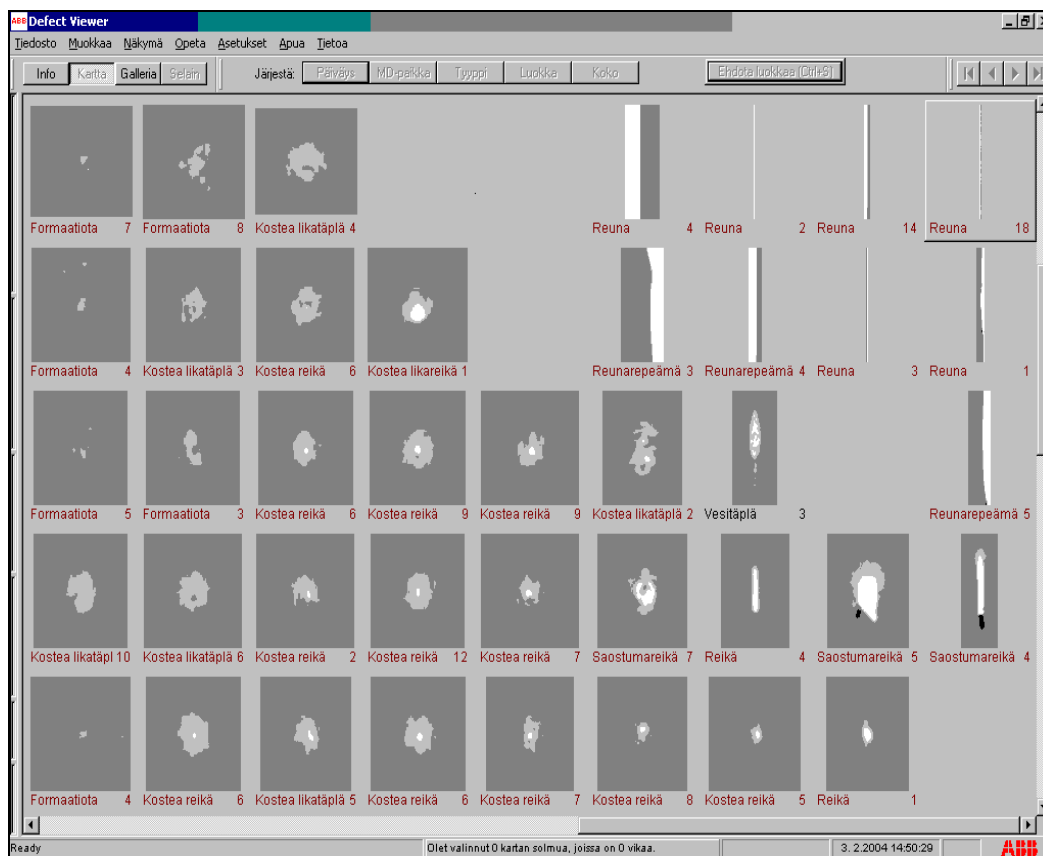 ABB Defect Viewer
Tiedosto Muokkaa Näkymä Opeta Asetukset Apua Tietoa
Info Kartta Galleria Selain Järjestä: Päiväys MD-paikka Tyyppi Luokka Koko Ehdota luokkaa (Ctrl+S)
Formaatiota 7 Formaatiota 8 Kostea likatäplä 4 Reuna 4 Reuna 2 Reuna 14 Reuna 18
Formaatiota 4 Kostea likatäplä 3 Kostea reikä 6 Kostea likareikä 1 Reunarepeämä 3 Reunarepeämä 4 Reuna 3 Reuna 1
Formaatiota 5 Formaatiota 3 Kostea reikä 6 Kostea reikä 9 Kostea reikä 9 Kostea likatäplä 2 Vesitäplä 3 Reunarepeämä 5
Kostea likatäpl 10 Kostea likatäplä 6 Kostea reikä 2 Kostea reikä 12 Kostea reikä 7 Saostumareikä 7 Reikä 4 Saostumareikä 5 Saostumareikä 4
Formaatiota 4 Kostea reikä 6 Kostea likatäplä 5 Kostea reikä 6 Kostea reikä 7 Kostea reikä 8 Kostea reikä 5 Reikä 1
Ready Olet valinnut 0 kartan solmua, joissa on 0 vikaa. 3. 2.2004 14:50:29 ABB